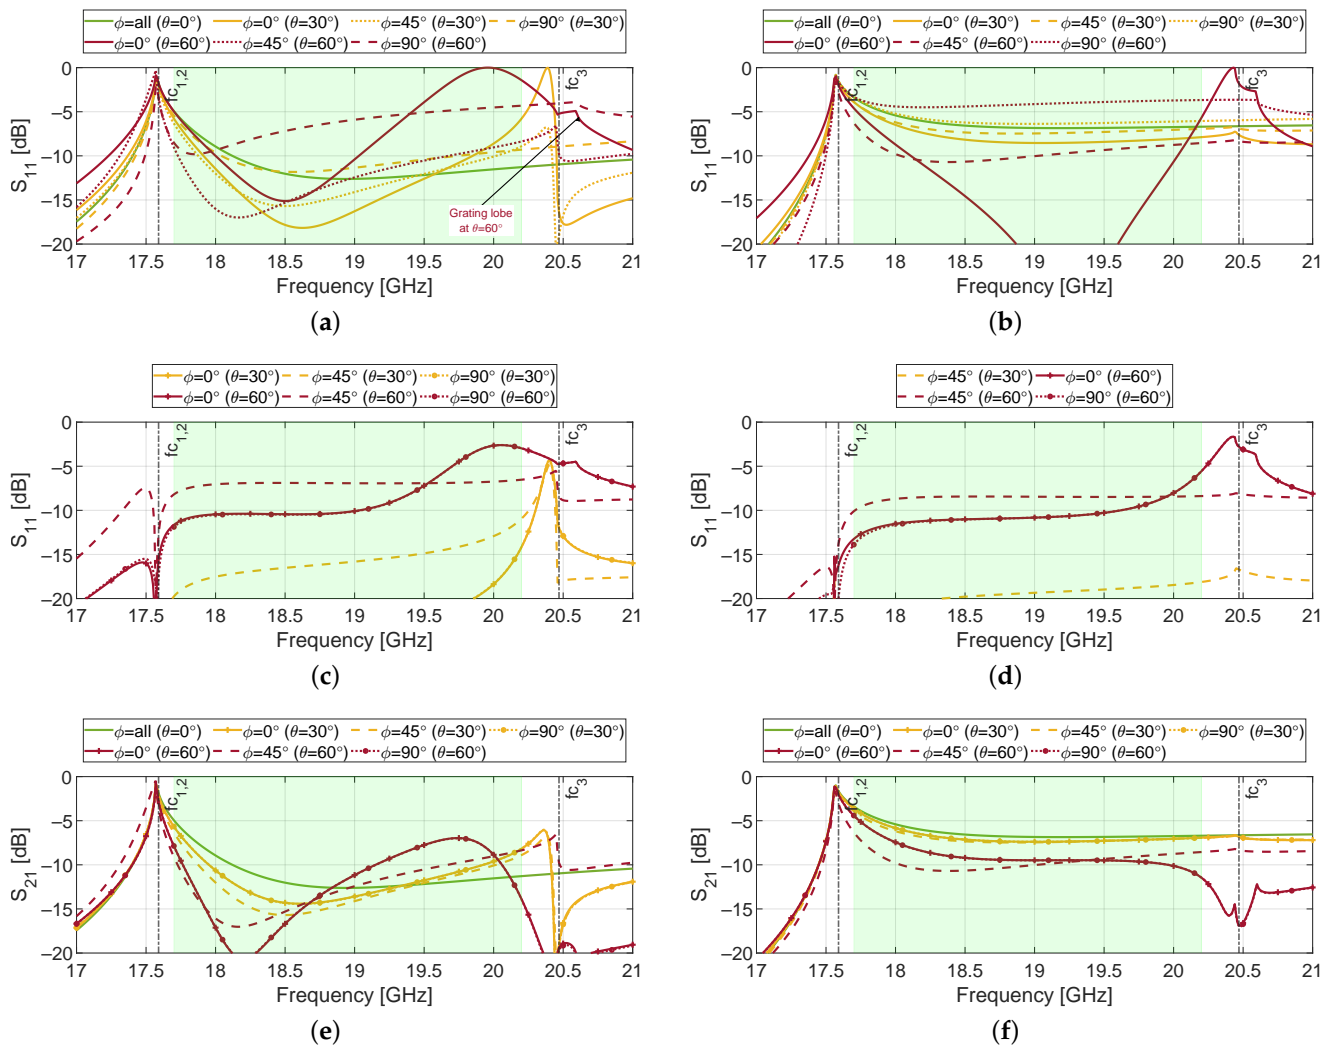 ϕ=all (θ=0°) ϕ=0° (θ=30°) ϕ=45° (θ=30°) ϕ=90° (θ=30°)
ϕ=0° (θ=60°) ϕ=45° (θ=60°) ϕ=90° (θ=60°)
0
−5
−10
−15
−20
S11 [dB]
fc1,2
fc3
Grating lobe
at θ=60°
17 17.5 18 18.5 19 19.5 20 20.5 21
Frequency [GHz]
(a)
ϕ=all (θ=0°) ϕ=0° (θ=30°) ϕ=45° (θ=30°) ϕ=90° (θ=30°)
ϕ=0° (θ=60°) ϕ=45° (θ=60°) ϕ=90° (θ=60°)
0
−5
−10
−15
−20
S11 [dB]
fc1,2
fc3
17 17.5 18 18.5 19 19.5 20 20.5 21
Frequency [GHz]
(b)
ϕ=0° (θ=30°) ϕ=45° (θ=30°) ϕ=90° (θ=30°)
ϕ=0° (θ=60°) ϕ=45° (θ=60°) ϕ=90° (θ=60°)
0
−5
−10
−15
−20
S11 [dB]
fc1,2
fc3
17 17.5 18 18.5 19 19.5 20 20.5 21
Frequency [GHz]
(c)
ϕ=45° (θ=30°) ϕ=0° (θ=60°)
ϕ=45° (θ=60°) ϕ=90° (θ=60°)
0
−5
−10
−15
−20
S11 [dB]
fc1,2
fc3
17 17.5 18 18.5 19 19.5 20 20.5 21
Frequency [GHz]
(d)
ϕ=all (θ=0°) ϕ=0° (θ=30°) ϕ=45° (θ=30°) ϕ=90° (θ=30°)
ϕ=0° (θ=60°) ϕ=45° (θ=60°) ϕ=90° (θ=60°)
0
−5
−10
−15
−20
S21 [dB]
fc1,2
fc3
17 17.5 18 18.5 19 19.5 20 20.5 21
Frequency [GHz]
(e)
ϕ=all (θ=0°) ϕ=0° (θ=30°) ϕ=45° (θ=30°) ϕ=90° (θ=30°)
ϕ=0° (θ=60°) ϕ=45° (θ=60°) ϕ=90° (θ=60°)
0
−5
−10
−15
−20
S21 [dB]
fc1,2
fc3
17 17.5 18 18.5 19 19.5 20 20.5 21
Frequency [GHz]
(f)